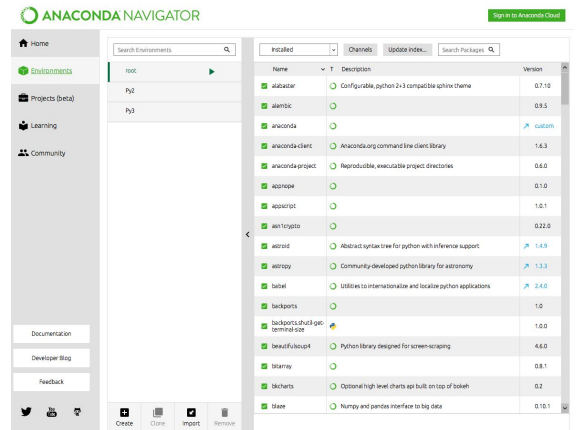 ANACONDA NAVIGATOR
Sign in to Anaconda Cloud
Home
Environments
Projects (beta)
Learning
Community
Documentation
Developer Blog
Feedback
You
Tube
Search Environments
root
Py2
Py3
Create
Clone
Import
Remove
Installed
Channels
Update index...
Search Packages
Name T Description Version
alabaster Configurable, python 2+3 compatible sphinx theme 0.7.10
alembic 0.9.5
anaconda custom
anaconda-client Anaconda.org command line client library 1.6.3
anaconda-project Reproducible, executable project directories 0.6.0
appnope 0.1.0
appscript 1.0.1
asn1crypto 0.22.0
astroid Abstract syntax tree for python with inference support 1.4.9
astropy Community-developed python library for astronomy 1.3.3
babel Utilities to internationalize and localize python applications 2.4.0
backports 1.0
backports.shutil-get-
terminal-size 1.0.0
beautifulsoup4 Python library designed for screen-scraping 4.6.0
bitarray 0.8.1
bkcharts Optional high level charts api built on top of bokeh 0.2
blaze Numpy and pandas interface to big data 0.10.1